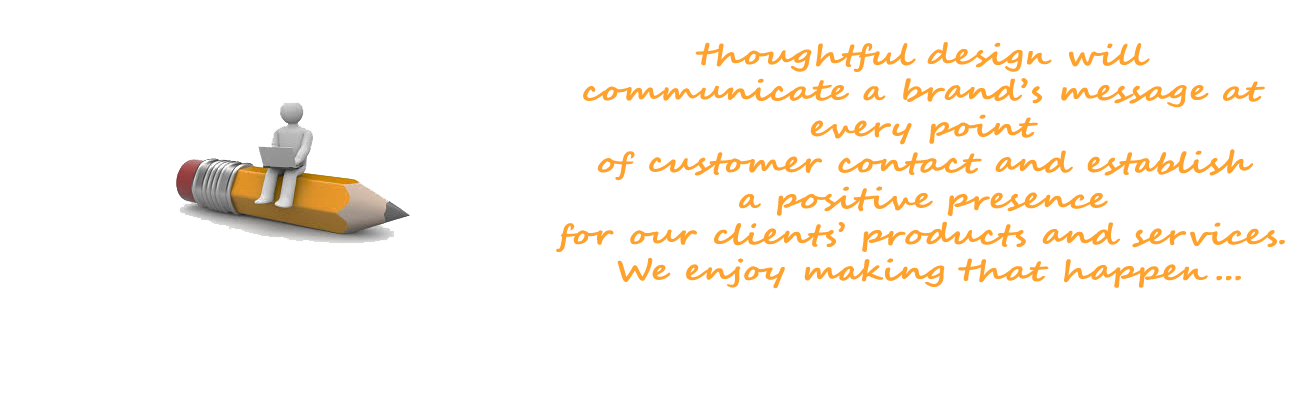 thoughtful design will
communicate a brand's message at
every point
of customer contact and establish
a positive presence
for our clients' products and services.
We enjoy making that happen ...